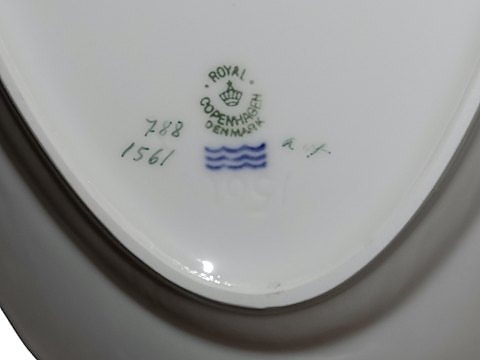 ROYAL
COPENHAGEN
DENMARK
788
1561